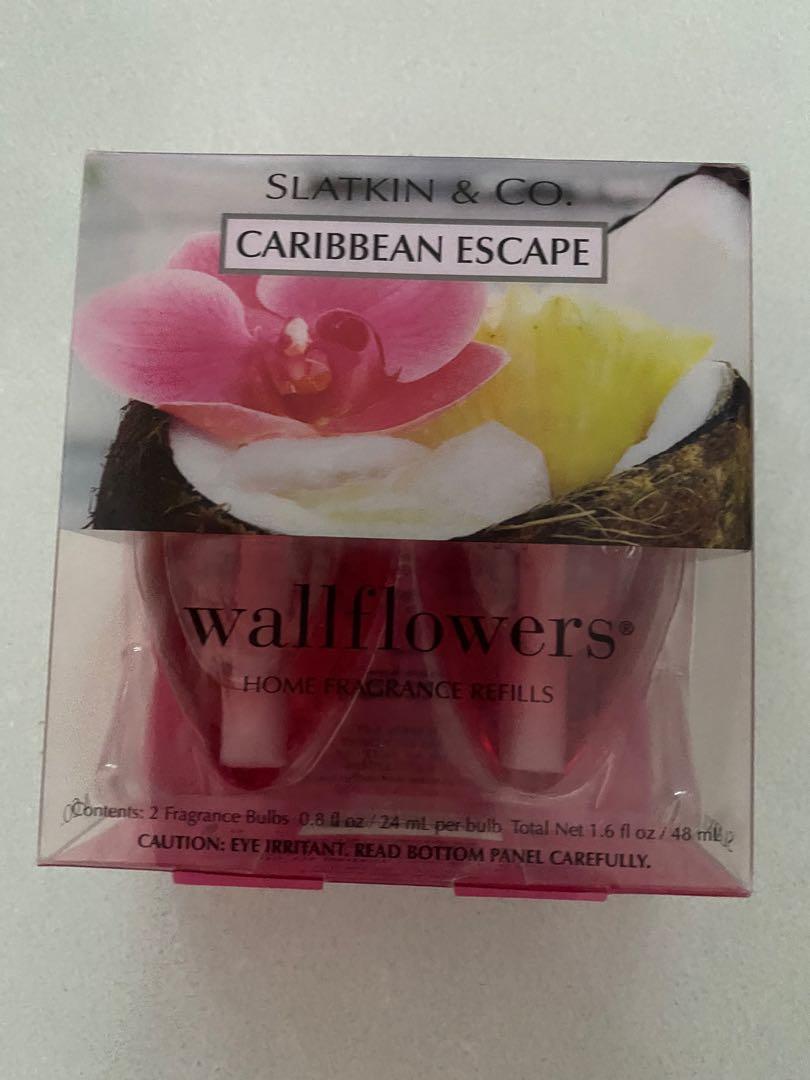 SLATKIN & CO.
CARIBBEAN ESCAPE
wallflowers®
HOME FRAGRANCE REFILLS
Contents: 2 Fragrance Bulbs 0.8 fl oz / 24 mL per bulb Total Net 1.6 fl oz / 48 mL
CAUTION: EYE IRRITANT. READ BOTTOM PANEL CAREFULLY.